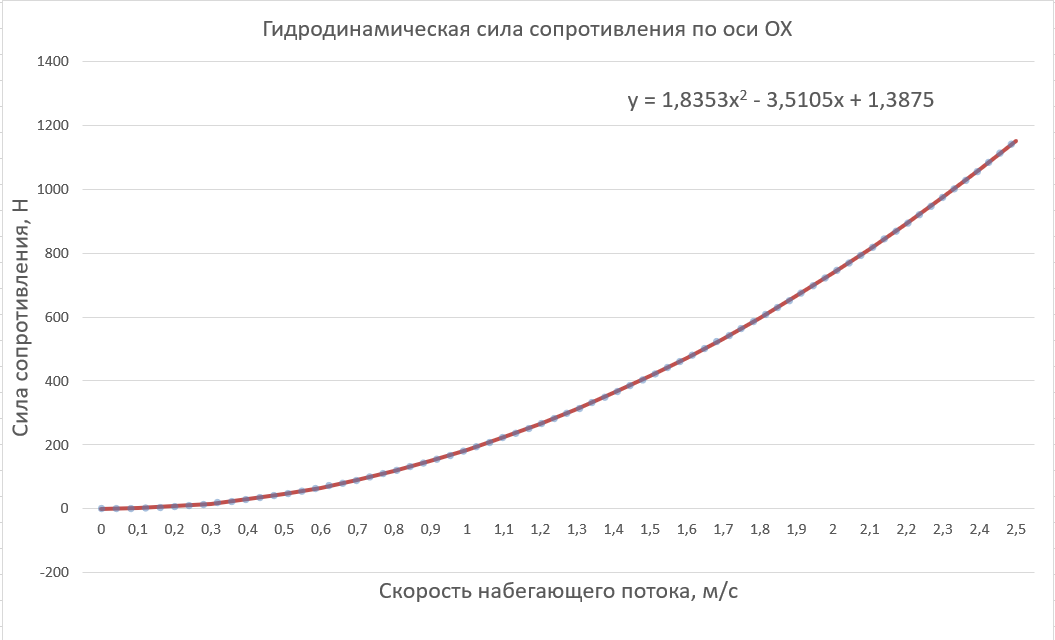 Гидродинамическая сила сопротивления по оси ОХ
y = 1,8353x² - 3,5105x + 1,3875
1400
1200
1000
800
600
400
200
0
-200
Сила сопротивления, Н
0 0,1 0,2 0,3 0,4 0,5 0,6 0,7 0,8 0,9 1 1,1 1,2 1,3 1,4 1,5 1,6 1,7 1,8 1,9 2 2,1 2,2 2,3 2,4 2,5
Скорость набегающего потока, м/с